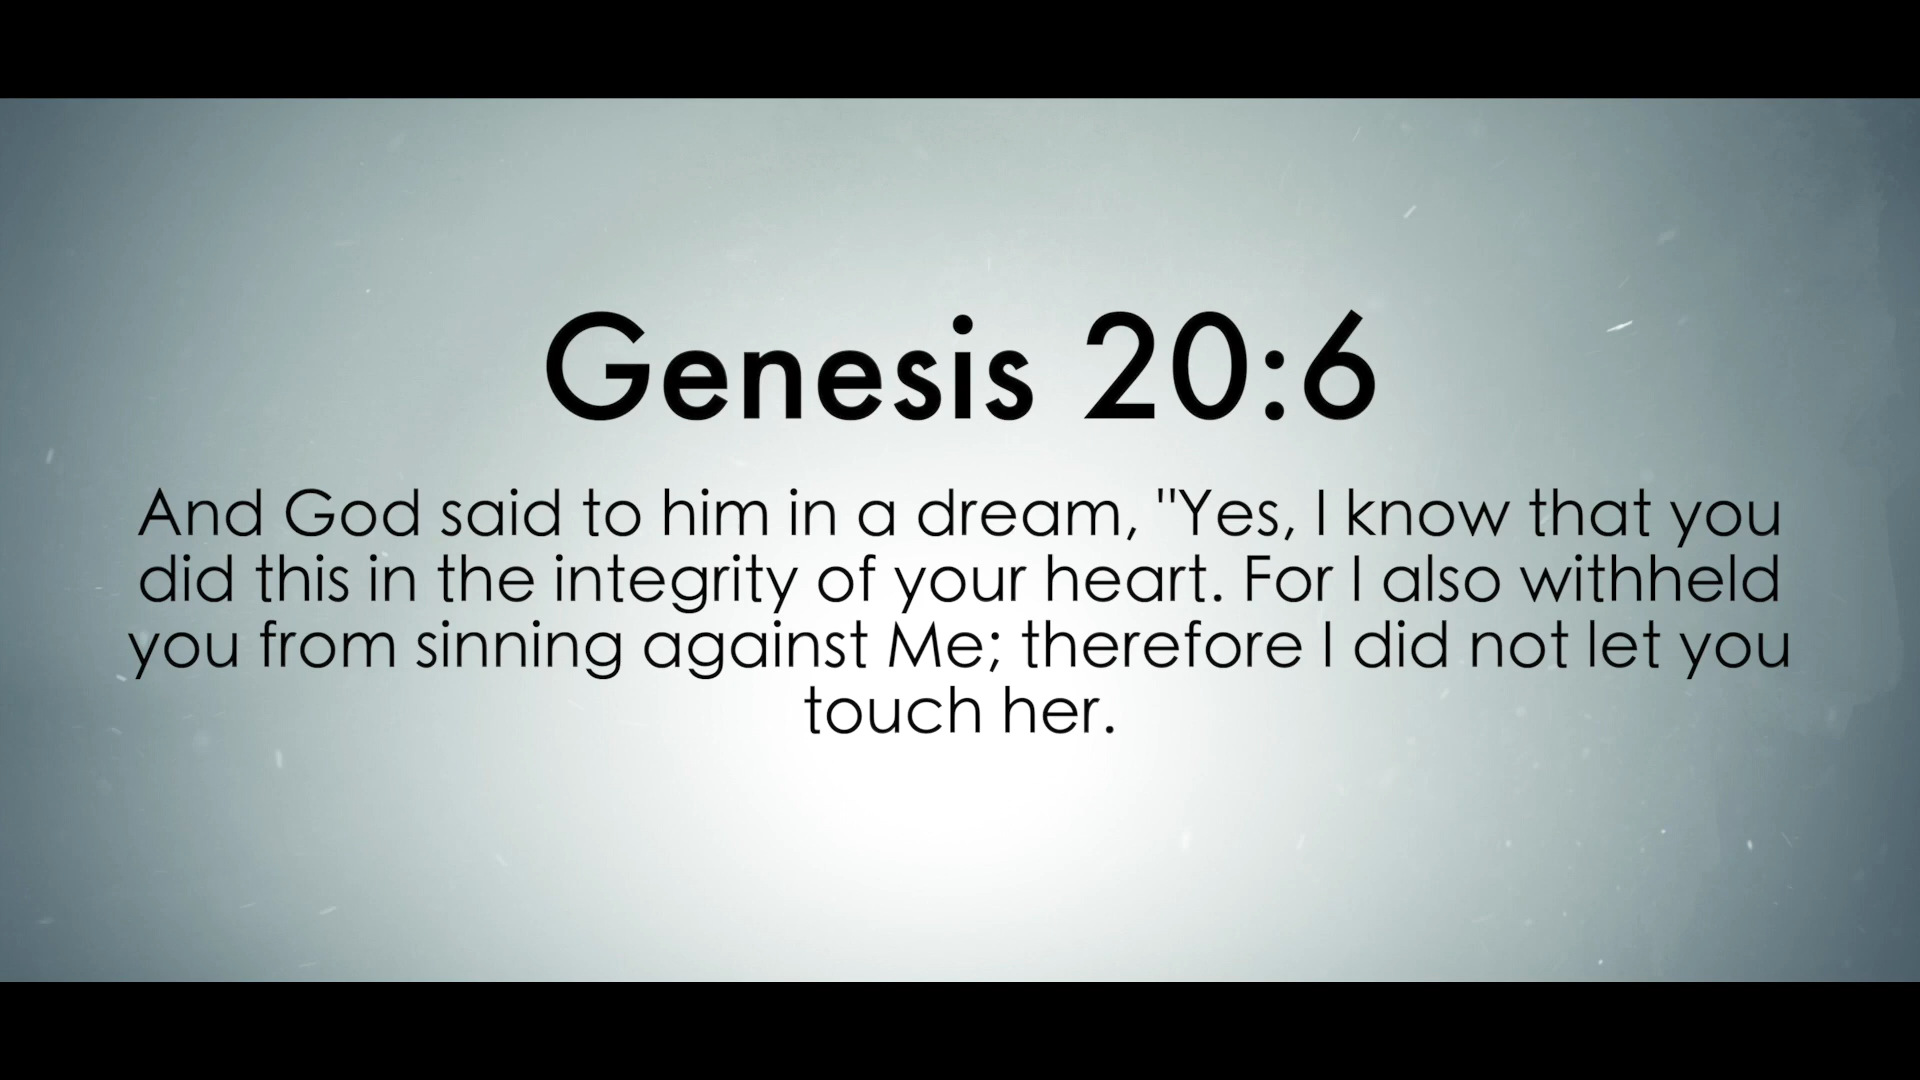 Genesis 20:6
And God said to him in a dream, "Yes, I know that you
did this in the integrity of your heart. For I also withheld
you from sinning against Me; therefore I did not let you
touch her.